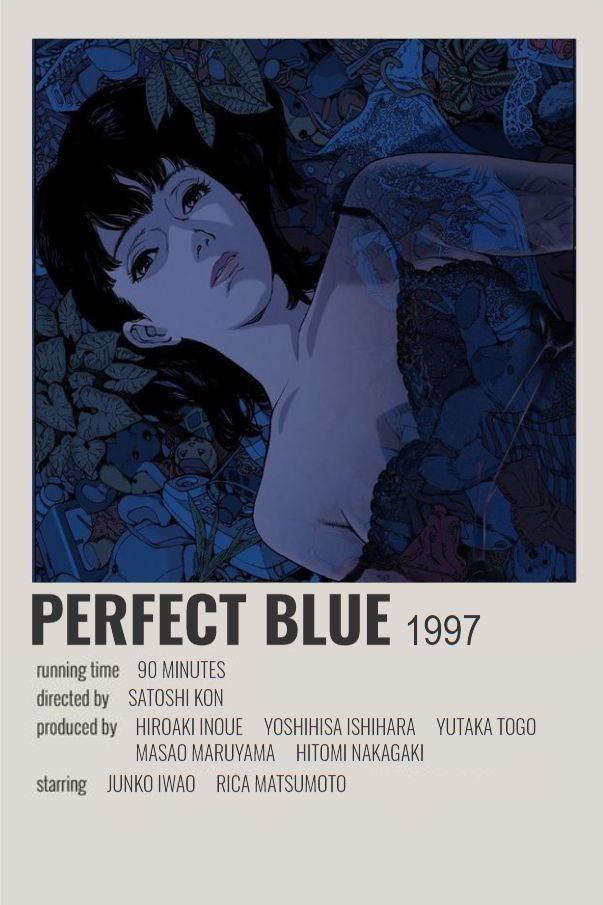 PERFECT BLUE 1997
running time 90 MINUTES
directed by SATOSHI KON
produced by HIROAKI INOUE YOSHIHISA ISHIHARA YUTAKA TOGO
MASAO MARUYAMA HITOMI NAKAGAKI
starring JUNKO IWAO RICA MATSUMOTO